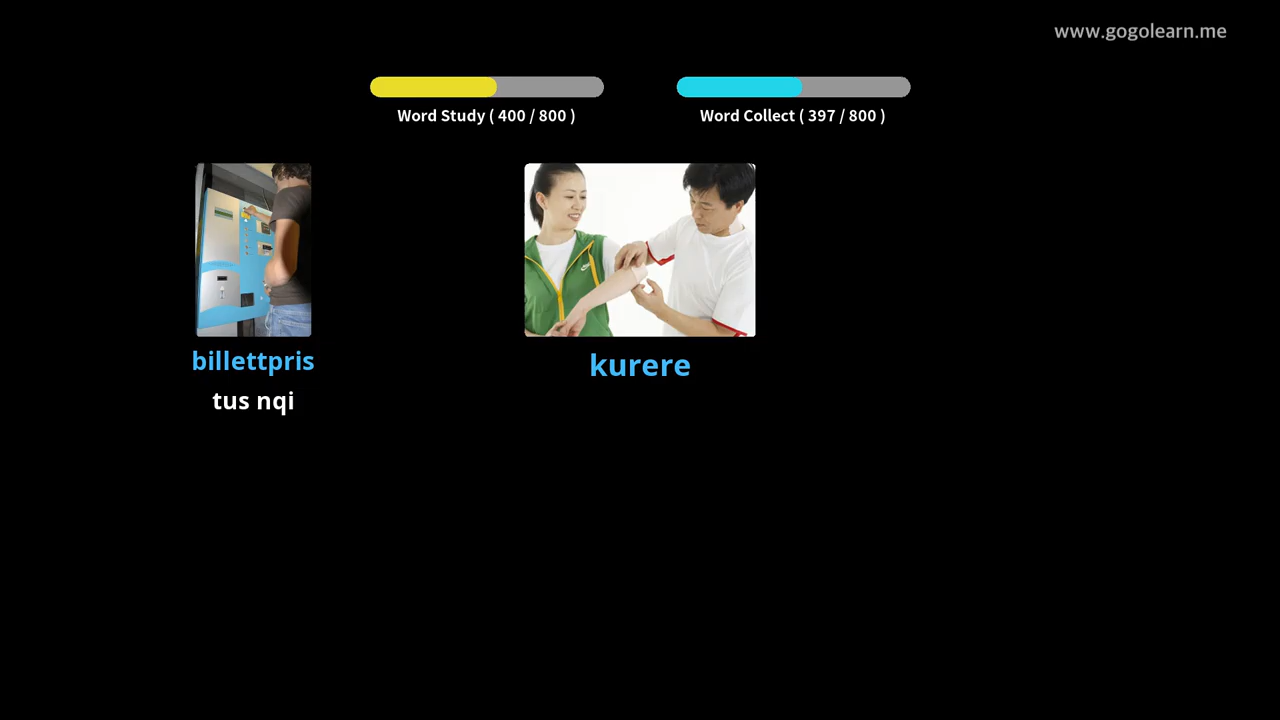 www.gogolearn.me
Word Study ( 400 / 800 )
Word Collect ( 397 / 800 )
billettpris
tus nqi
kurere